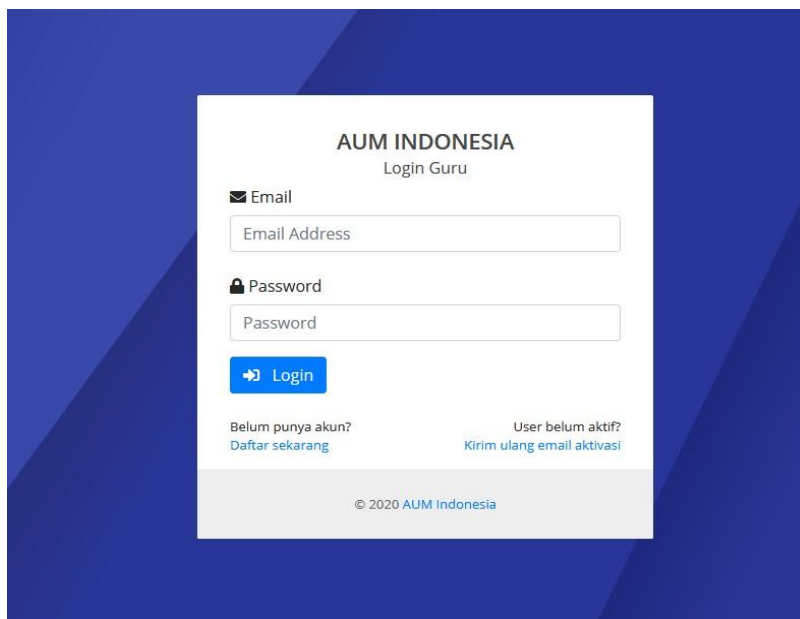 AUM INDONESIA
Login Guru
Email
Email Address
Password
Password
Login
Belum punya akun?
Daftar sekarang
User belum aktif?
Kirim ulang email aktivasi
© 2020 AUM Indonesia